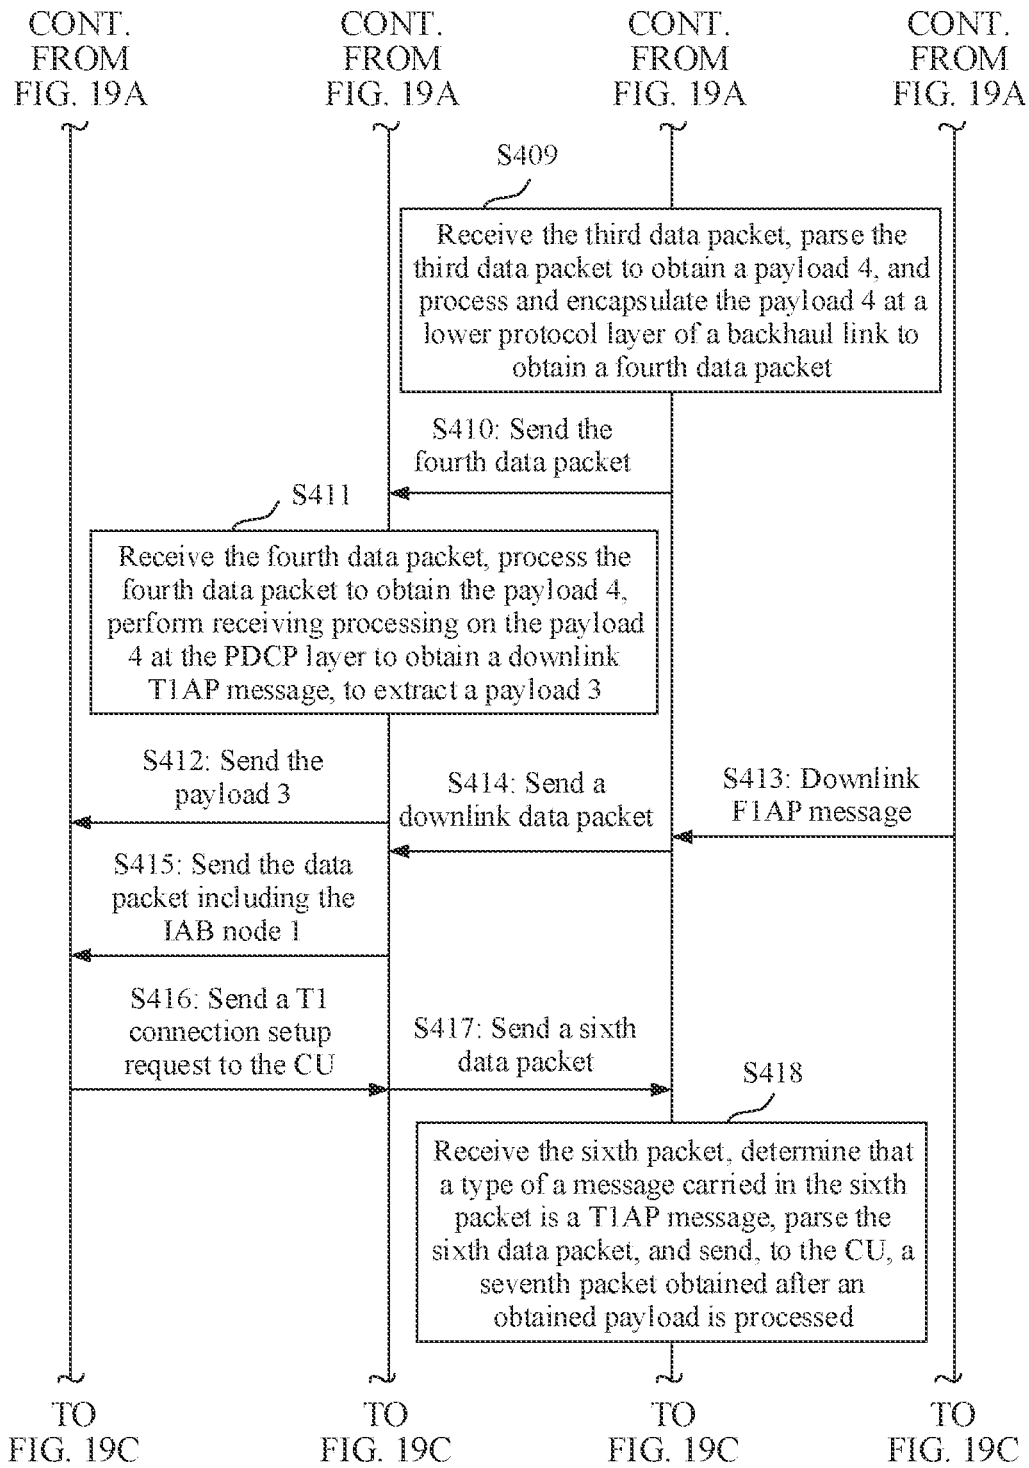 CONT.
FROM
FIG. 19A
CONT.
FROM
FIG. 19A
CONT.
FROM
FIG. 19A
CONT.
FROM
FIG. 19A
S409
Receive the third data packet, parse the
third data packet to obtain a payload 4, and
process and encapsulate the payload 4 at a
lower protocol layer of a backhaul link to
obtain a fourth data packet
S410: Send the
fourth data packet
S411
Receive the fourth data packet, process the
fourth data packet to obtain the payload 4,
perform receiving processing on the payload
4 at the PDCP layer to obtain a downlink
T1AP message, to extract a payload 3
S412: Send the
payload 3
S414: Send a
downlink data packet
S413: Downlink
F1AP message
S415: Send the data
packet including the
IAB node 1
S416: Send a T1
connection setup
request to the CU
S417: Send a sixth
data packet
S418
Receive the sixth packet, determine that
a type of a message carried in the sixth
packet is a T1AP message, parse the
sixth data packet, and send, to the CU, a
seventh packet obtained after an
obtained payload is processed
TO
FIG. 19C
TO
FIG. 19C
TO
FIG. 19C
TO
FIG. 19C